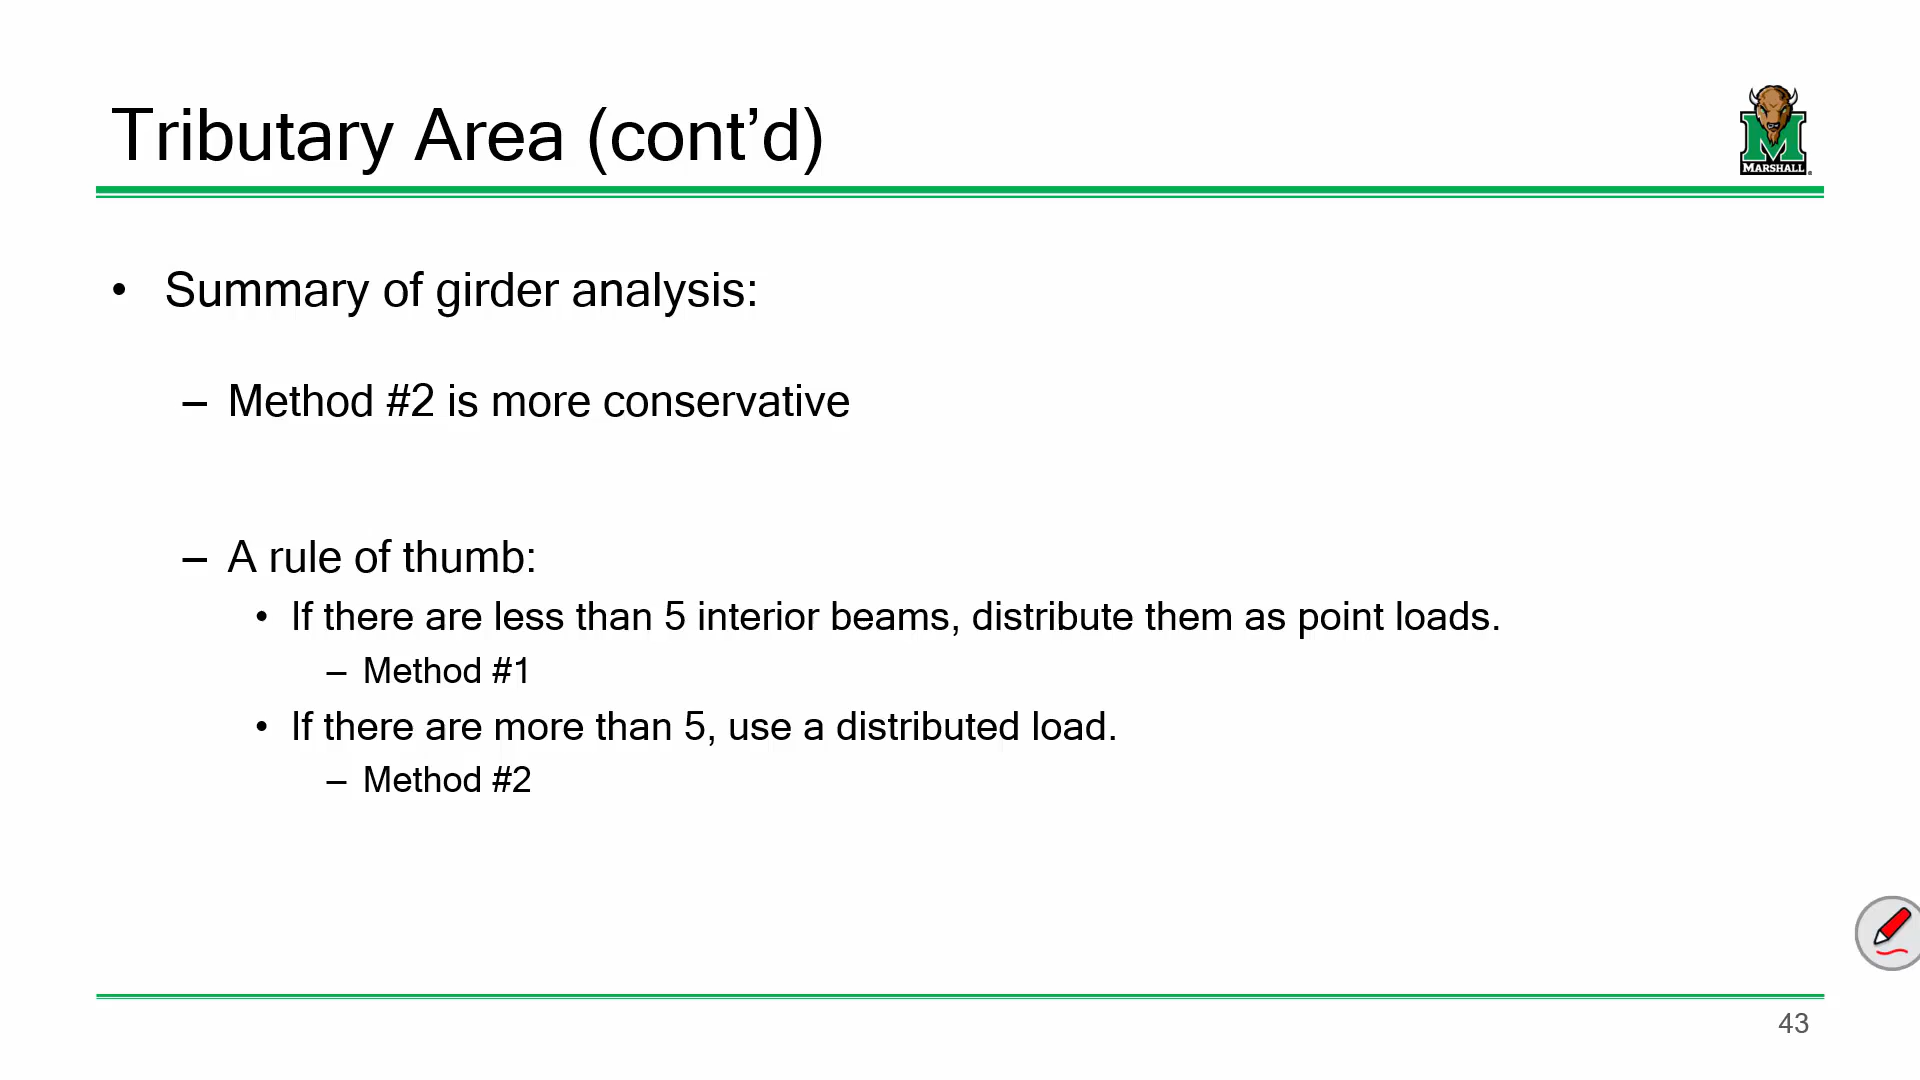 Tributary Area (cont’d)
MARSHALL
• Summary of girder analysis:
– Method #2 is more conservative
– A rule of thumb:
• If there are less than 5 interior beams, distribute them as point loads.
– Method #1
• If there are more than 5, use a distributed load.
– Method #2
43